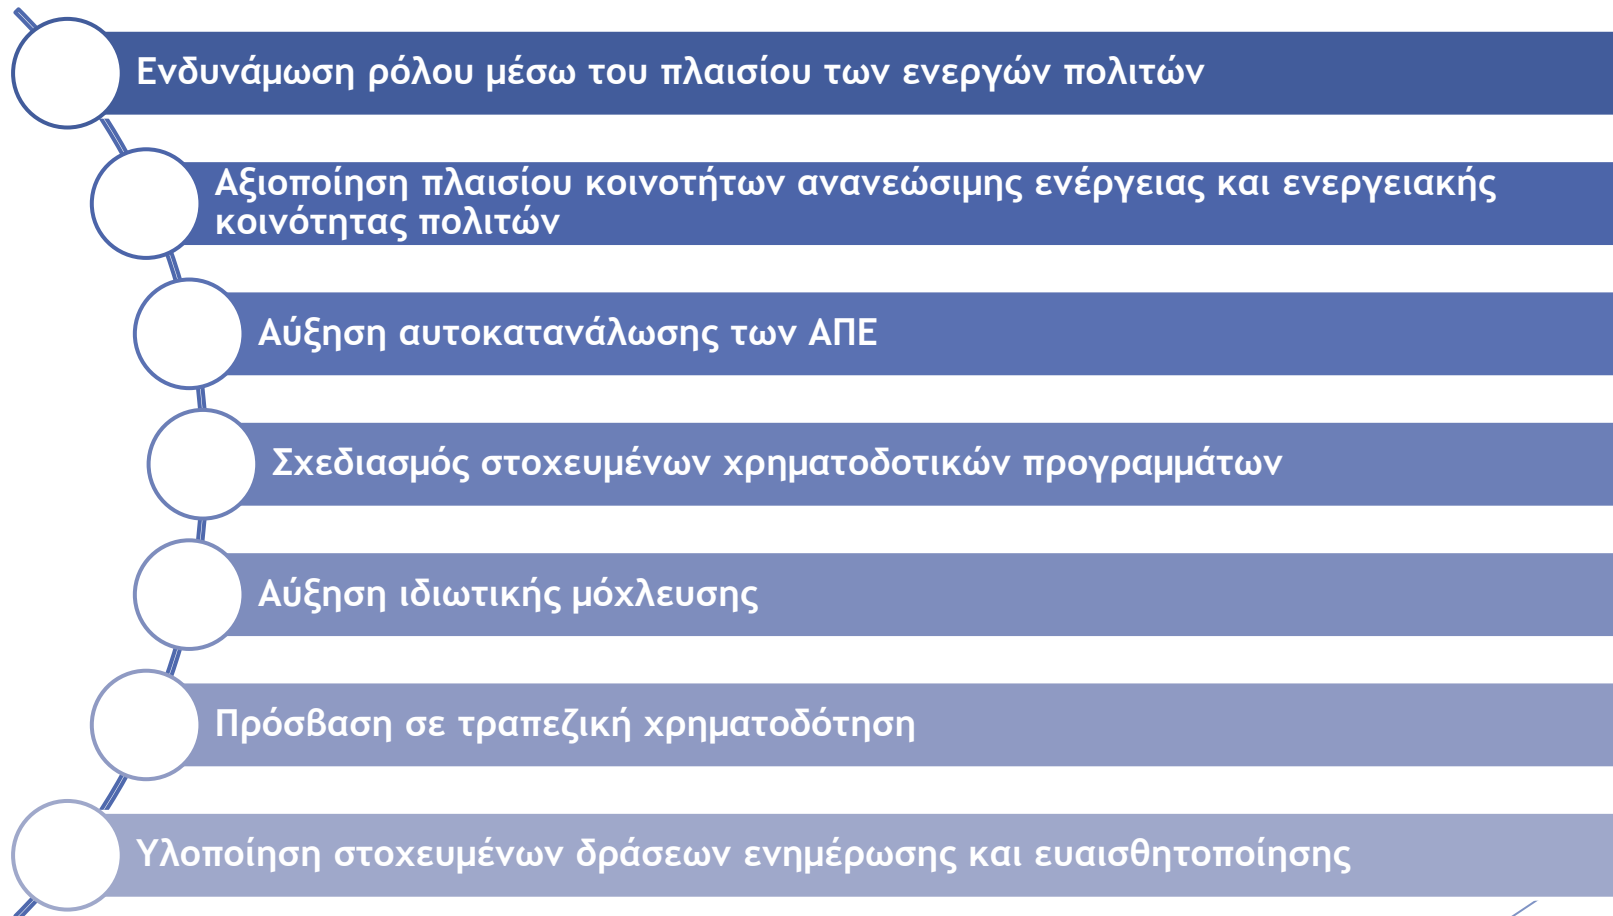 Ενδυνάμωση ρόλου μέσω του πλαισίου των ενεργών πολιτών
Αξιοποίηση πλαισίου κοινοτήτων ανανεώσιμης ενέργειας και ενεργειακής
κοινότητας πολιτών
Αύξηση αυτοκατανάλωσης των ΑΠΕ
Σχεδιασμός στοχευμένων χρηματοδοτικών προγραμμάτων
Αύξηση ιδιωτικής μόχλευσης
Πρόσβαση σε τραπεζική χρηματοδότηση
Υλοποίηση στοχευμένων δράσεων ενημέρωσης και ευαισθητοποίησης